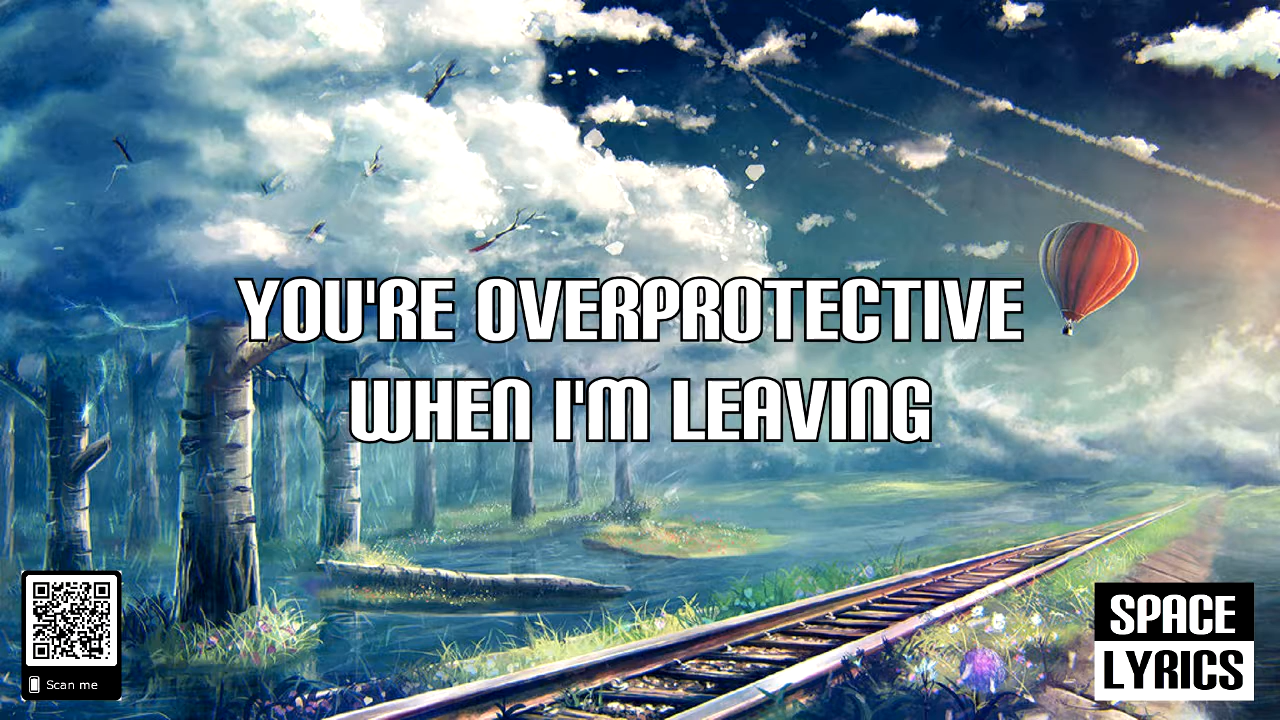 YOU'RE OVERPROTECTIVE
WHEN I'M LEAVING
Scan me
SPACE
LYRICS